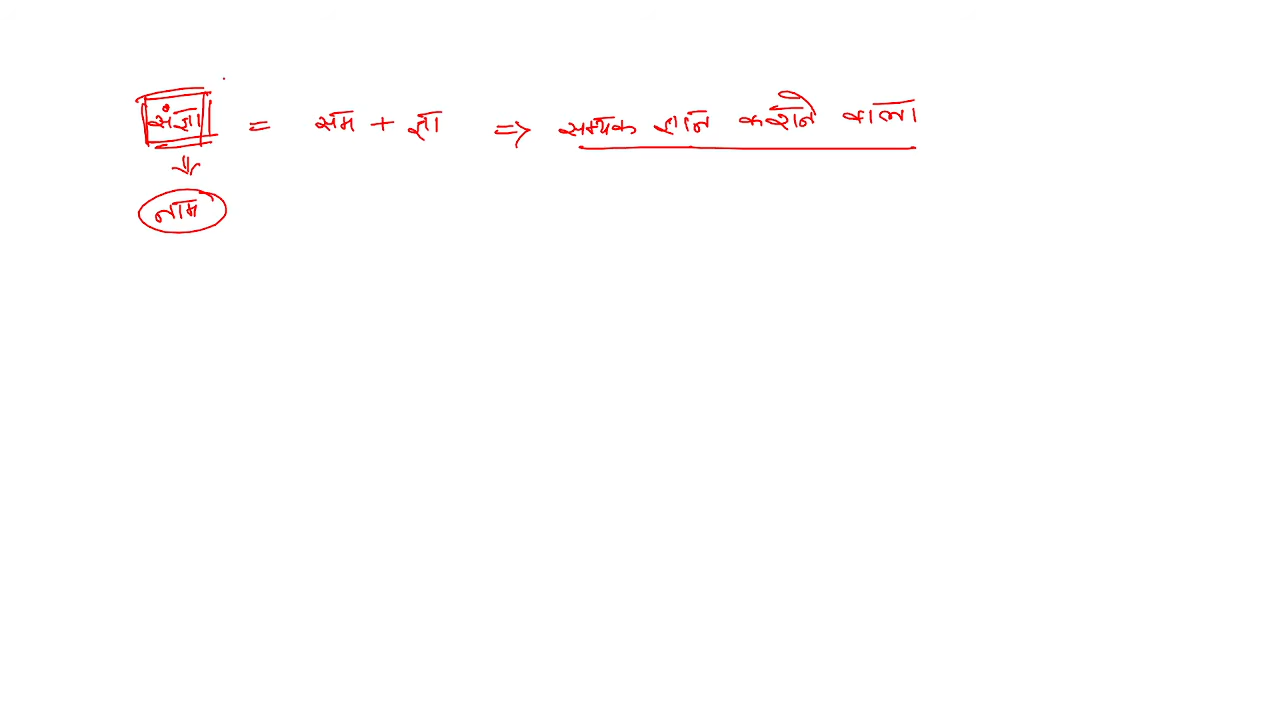 संज्ञा = सम + ज्ञा ⇒ सम्यक ज्ञान कराने वाला
⇓
नाम